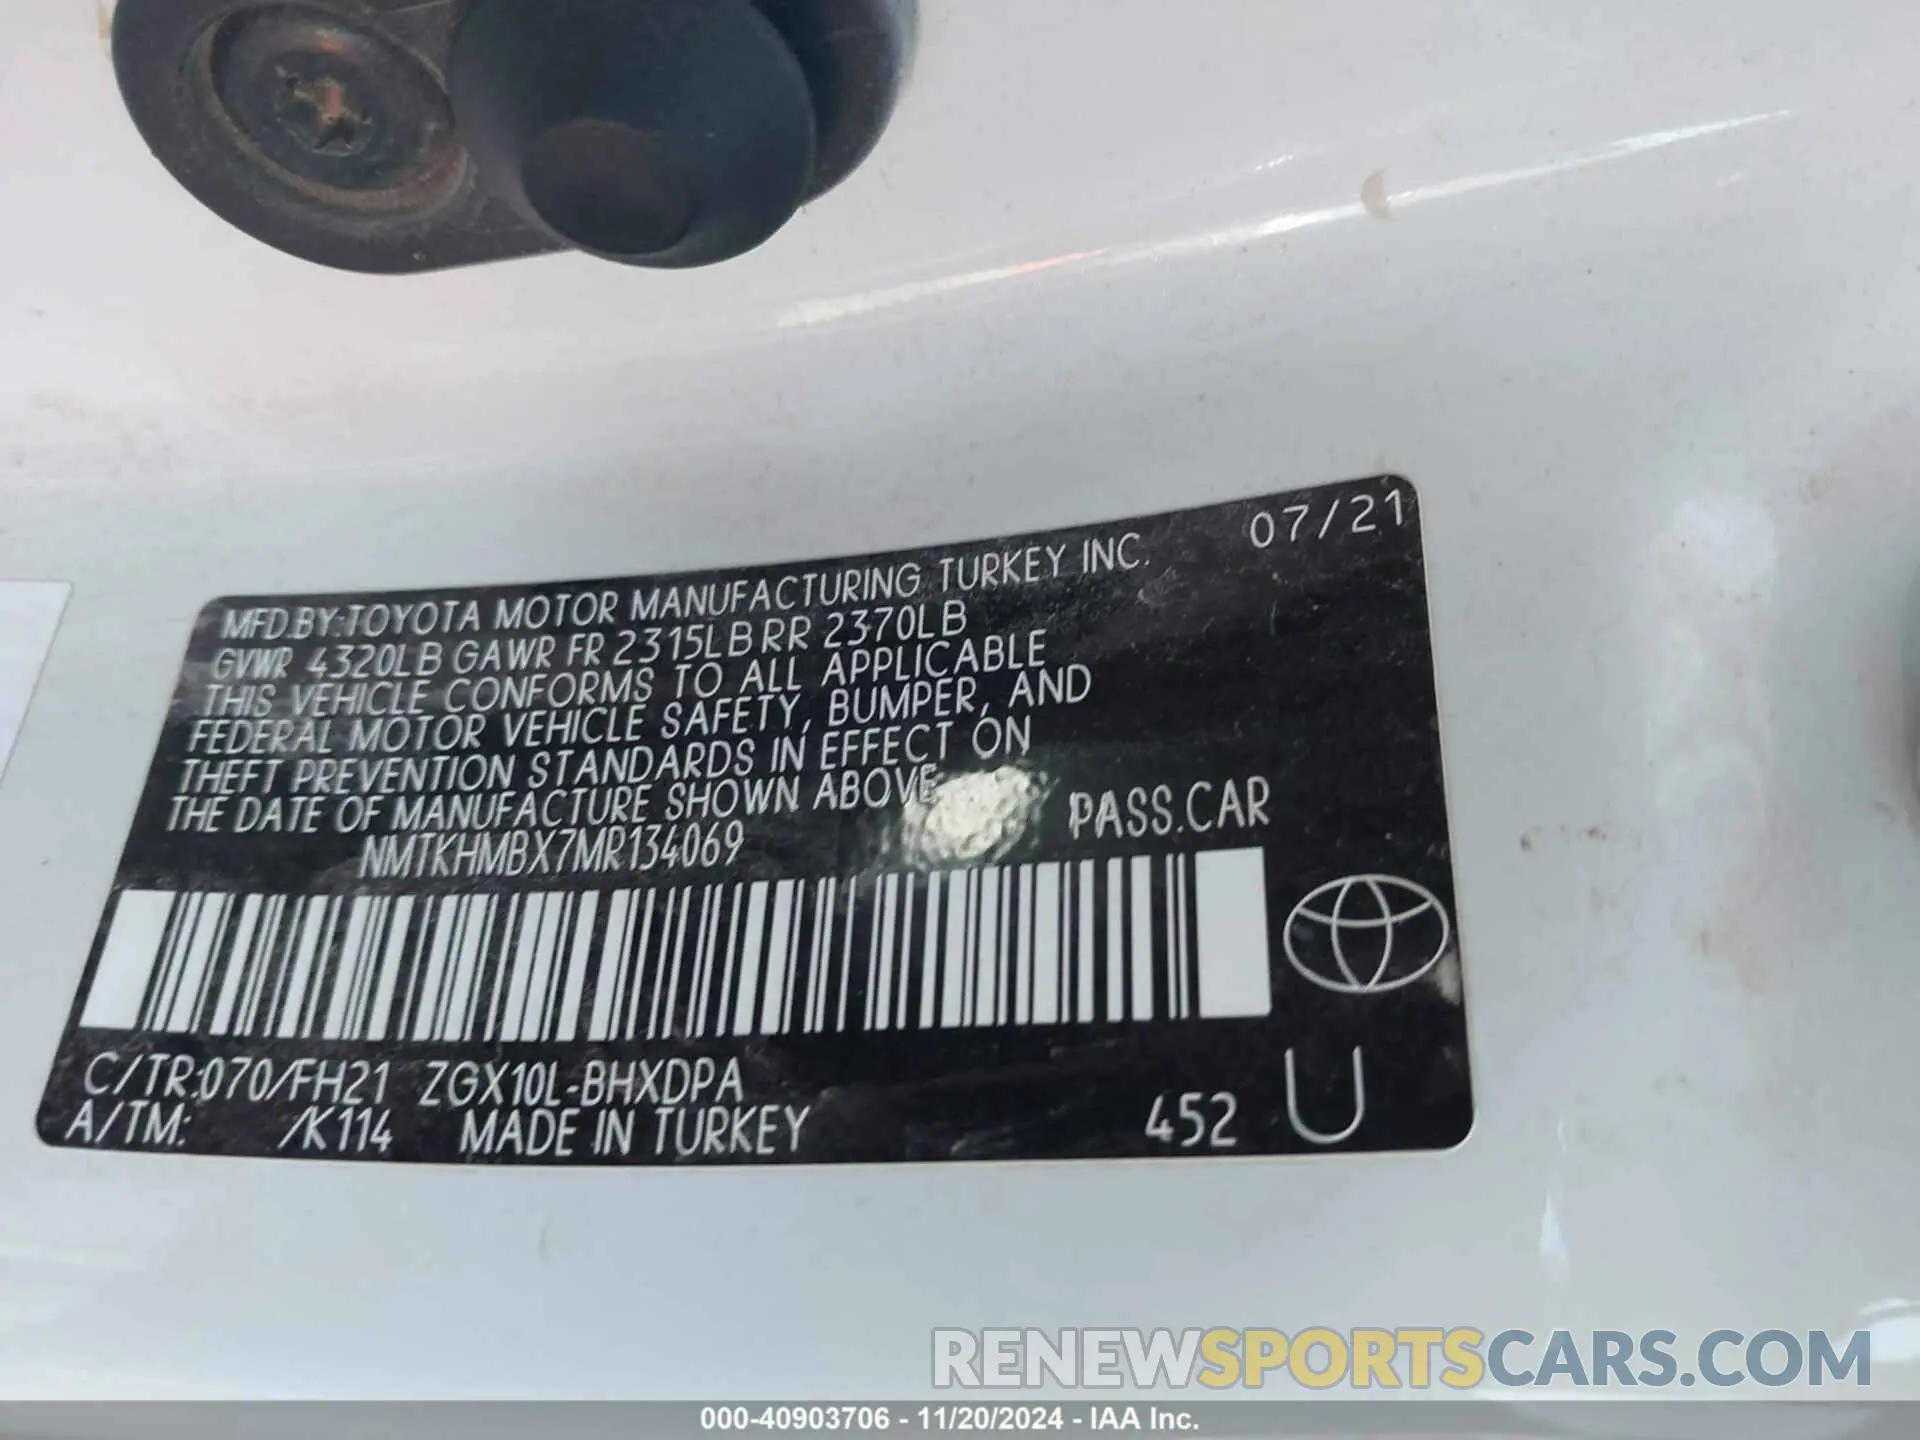 07/21
MFD.BY:TOYOTA MOTOR MANUFACTURING TURKEY INC.
GVWR 4320LB GAWR FR 2315LB RR 2370LB
THIS VEHICLE CONFORMS TO ALL APPLICABLE
FEDERAL MOTOR VEHICLE SAFETY, BUMPER, AND
THEFT PREVENTION STANDARDS IN EFFECT ON
THE DATE OF MANUFACTURE SHOWN ABOVE.
NMTKHMBX7MR134069 PASS.CAR
C/TR:070/FH21 ZGX10L-BHXDPA
A/TM: /K114 MADE IN TURKEY 452 U
RENEWSPORTSCARS.COM
000-40903706 - 11/20/2024 - IAA Inc.